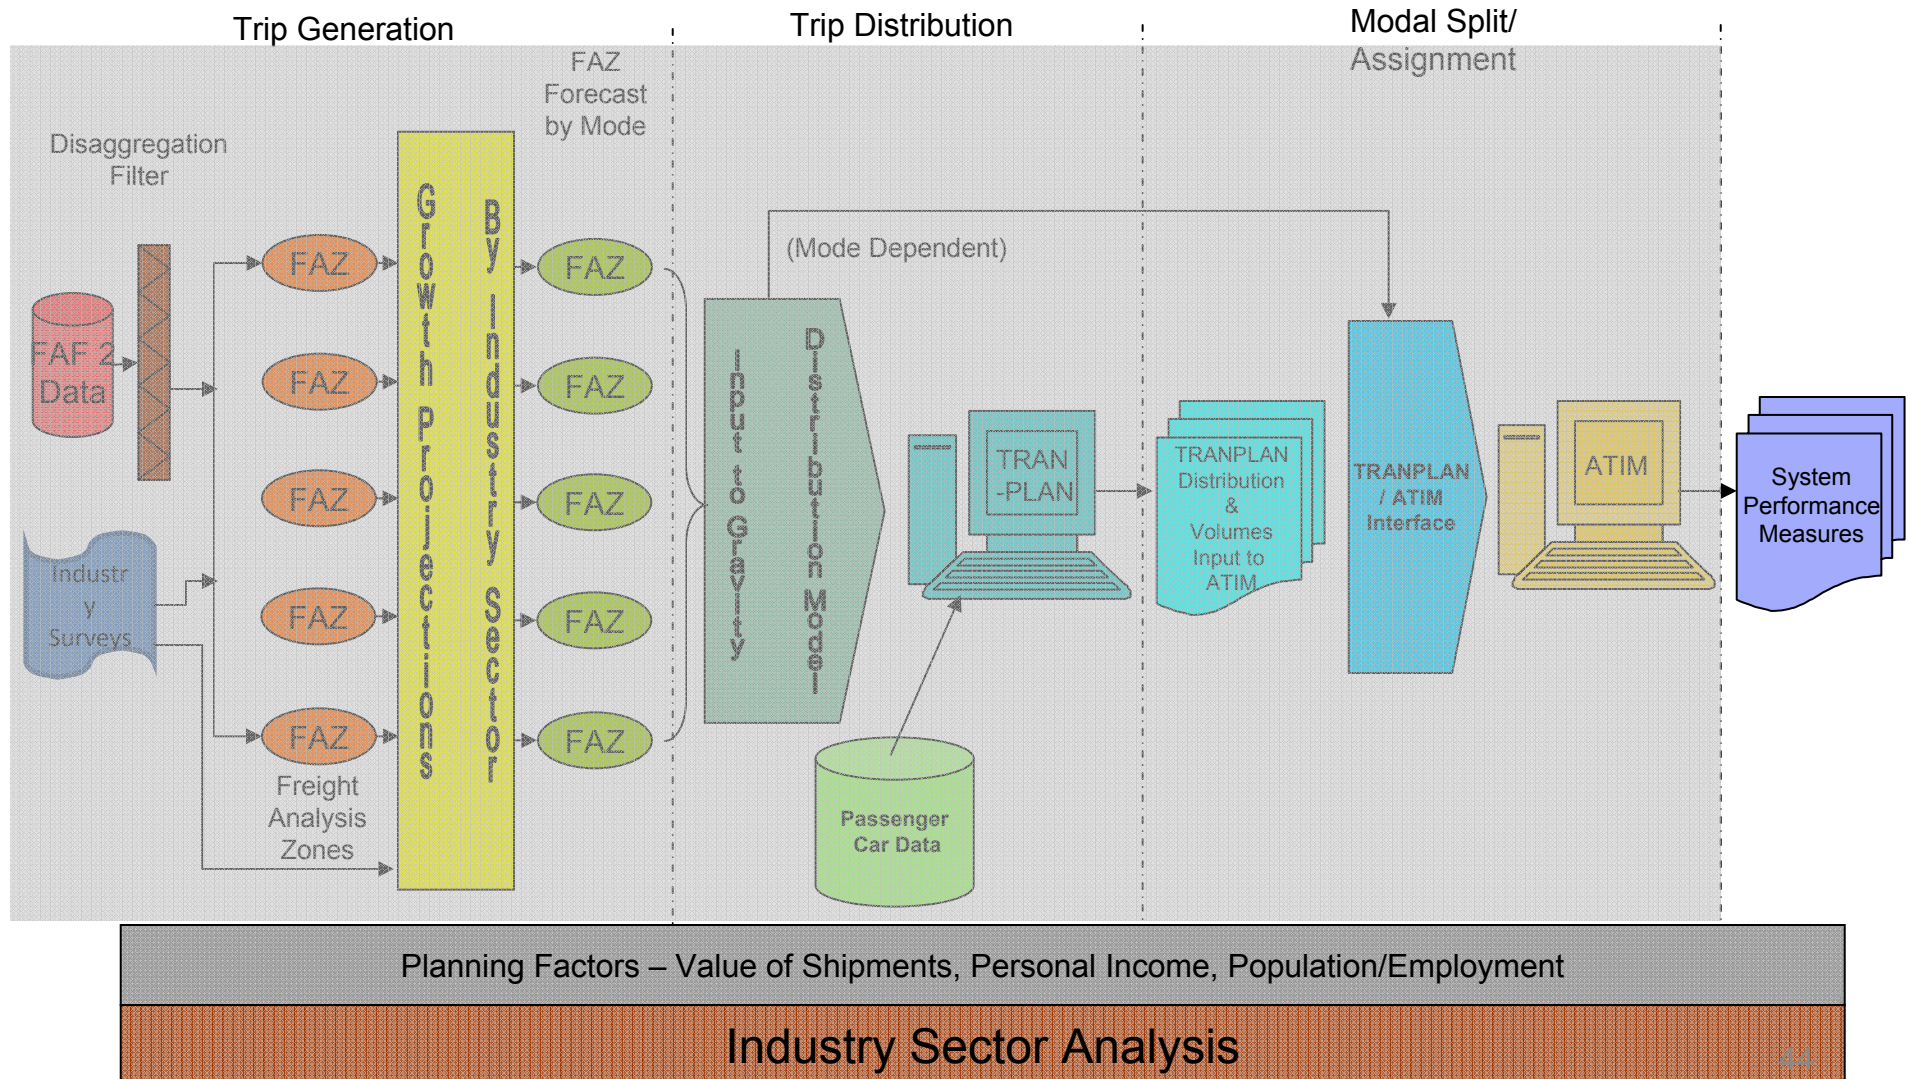 Trip Generation
Trip Distribution
Modal Split/
Assignment
FAZ
Forecast
by Mode
Disaggregation
Filter
FAF 2
Data
Industr
y
Surveys
FAZ
FAZ
FAZ
FAZ
FAZ
Freight
Analysis
Zones
Growth Projections
By Industry Sector
FAZ
FAZ
FAZ
FAZ
FAZ
(Mode Dependent)
Input to Gravity
Distribution Model
TRAN
-PLAN
Passenger
Car Data
TRANPLAN
Distribution
&
Volumes
Input to
ATIM
TRANPLAN
/ ATIM
Interface
ATIM
System
Performance
Measures
Planning Factors – Value of Shipments, Personal Income, Population/Employment
Industry Sector Analysis
44